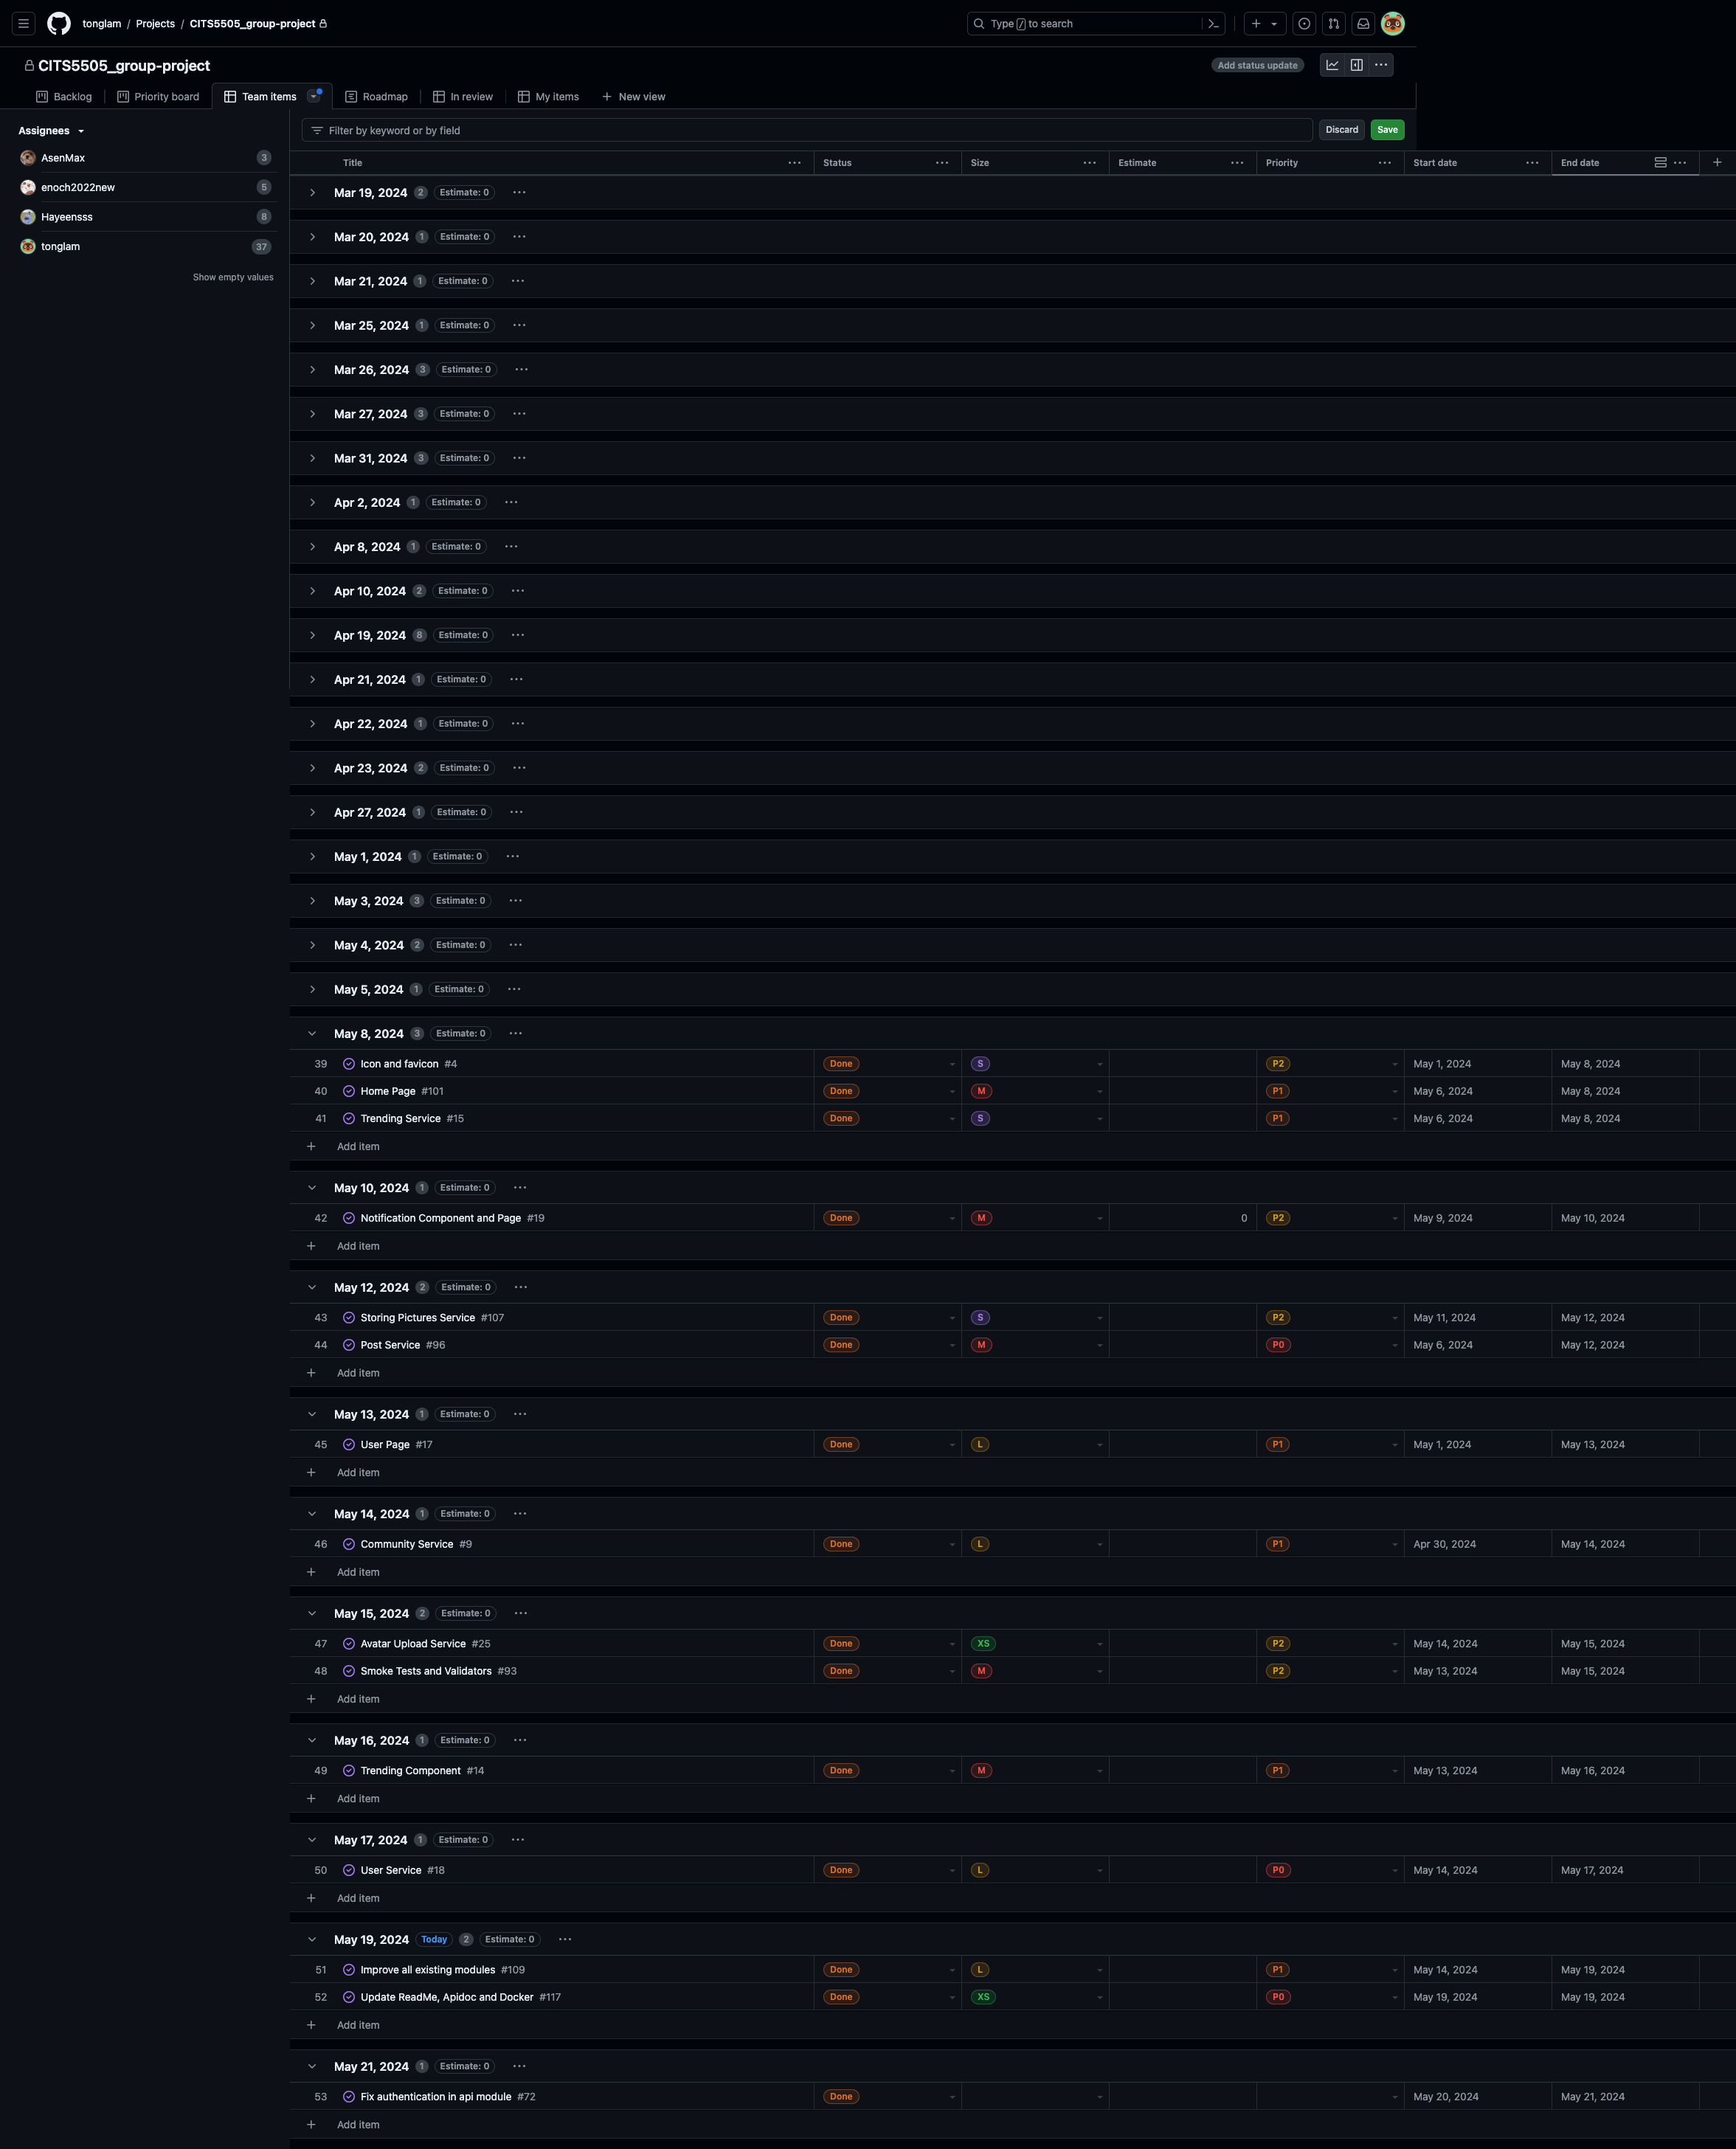 tonglam / Projects / CITS5505_group-project
Type / to search
CITS5505_group-project
Add status update
Backlog
Priority board
Team items
Roadmap
In review
My items
New view
Assignees
AsenMax 3
enoch2022new 5
Hayeensss 8
tonglam 37
Show empty values
Filter by keyword or by field
Discard
Save
Title Status Size Estimate Priority Start date End date
Mar 19, 2024 2 Estimate: 0
Mar 20, 2024 1 Estimate: 0
Mar 21, 2024 1 Estimate: 0
Mar 25, 2024 1 Estimate: 0
Mar 26, 2024 3 Estimate: 0
Mar 27, 2024 3 Estimate: 0
Mar 31, 2024 3 Estimate: 0
Apr 2, 2024 1 Estimate: 0
Apr 8, 2024 1 Estimate: 0
Apr 10, 2024 2 Estimate: 0
Apr 19, 2024 8 Estimate: 0
Apr 21, 2024 1 Estimate: 0
Apr 22, 2024 1 Estimate: 0
Apr 23, 2024 2 Estimate: 0
Apr 27, 2024 1 Estimate: 0
May 1, 2024 1 Estimate: 0
May 3, 2024 3 Estimate: 0
May 4, 2024 2 Estimate: 0
May 5, 2024 1 Estimate: 0
May 8, 2024 3 Estimate: 0
39 Icon and favicon #4 Done S P2 May 1, 2024 May 8, 2024
40 Home Page #101 Done M P1 May 6, 2024 May 8, 2024
41 Trending Service #15 Done S P1 May 6, 2024 May 8, 2024
Add item
May 10, 2024 1 Estimate: 0
42 Notification Component and Page #19 Done M 0 P2 May 9, 2024 May 10, 2024
Add item
May 12, 2024 2 Estimate: 0
43 Storing Pictures Service #107 Done S P2 May 11, 2024 May 12, 2024
44 Post Service #96 Done M P0 May 6, 2024 May 12, 2024
Add item
May 13, 2024 1 Estimate: 0
45 User Page #17 Done L P1 May 1, 2024 May 13, 2024
Add item
May 14, 2024 1 Estimate: 0
46 Community Service #9 Done L P1 Apr 30, 2024 May 14, 2024
Add item
May 15, 2024 2 Estimate: 0
47 Avatar Upload Service #25 Done XS P2 May 14, 2024 May 15, 2024
48 Smoke Tests and Validators #93 Done M P2 May 13, 2024 May 15, 2024
Add item
May 16, 2024 1 Estimate: 0
49 Trending Component #14 Done M P1 May 13, 2024 May 16, 2024
Add item
May 17, 2024 1 Estimate: 0
50 User Service #18 Done L P0 May 14, 2024 May 17, 2024
Add item
May 19, 2024 Today 2 Estimate: 0
51 Improve all existing modules #109 Done L P1 May 14, 2024 May 19, 2024
52 Update ReadMe, Apidoc and Docker #117 Done XS P0 May 19, 2024 May 19, 2024
Add item
May 21, 2024 1 Estimate: 0
53 Fix authentication in api module #72 Done May 20, 2024 May 21, 2024
Add item